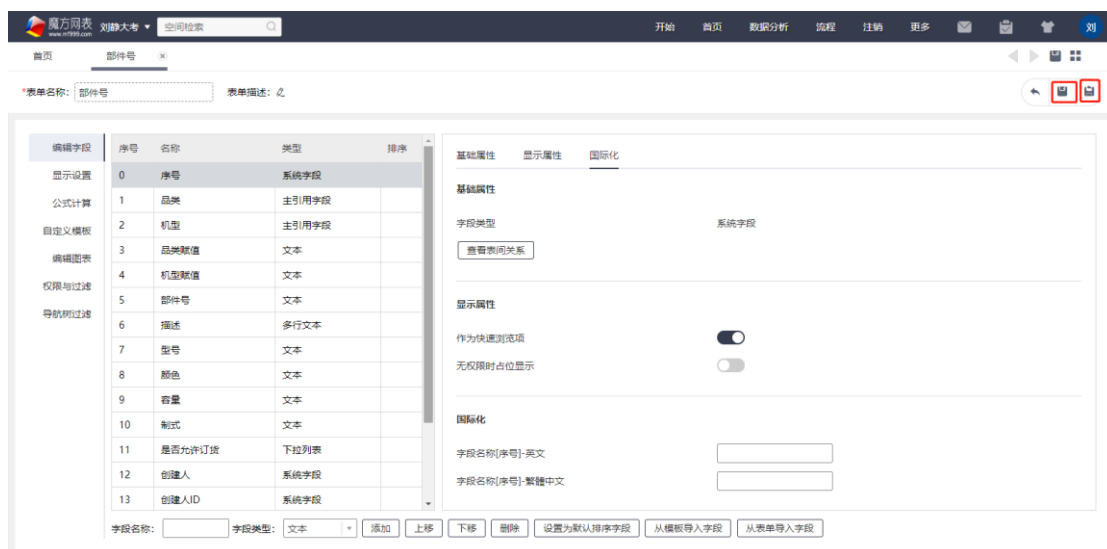 魔方网表 刘静大考 空间检索 开始 首页 数据分析 流程 注销 更多 刘
www.mf999.com
首页 部件号 ×
*表单名称: 部件号 表单描述:
编辑字段 序号 名称 类型 排序 基础属性 显示属性 国际化
显示设置 0 序号 系统字段
基础属性
公式计算 1 品类 主引用字段
自定义模板 2 机型 主引用字段 字段类型 系统字段
编辑图表 3 品类赋值 文本 查看表间关系
权限与过滤 4 机型赋值 文本
导航树过滤 5 部件号 文本 显示属性
6 描述 多行文本
作为快速浏览项
7 型号 文本
无权限时占位显示
8 颜色 文本
9 容量 文本
10 制式 文本 国际化
11 是否允许订货 下拉列表 字段名称[序号]-英文
12 创建人 系统字段 字段名称[序号]-繁體中文
13 创建人ID 系统字段
字段名称: 字段类型: 文本 添加 上移 下移 删除 设置为默认排序字段 从模板导入字段 从表单导入字段